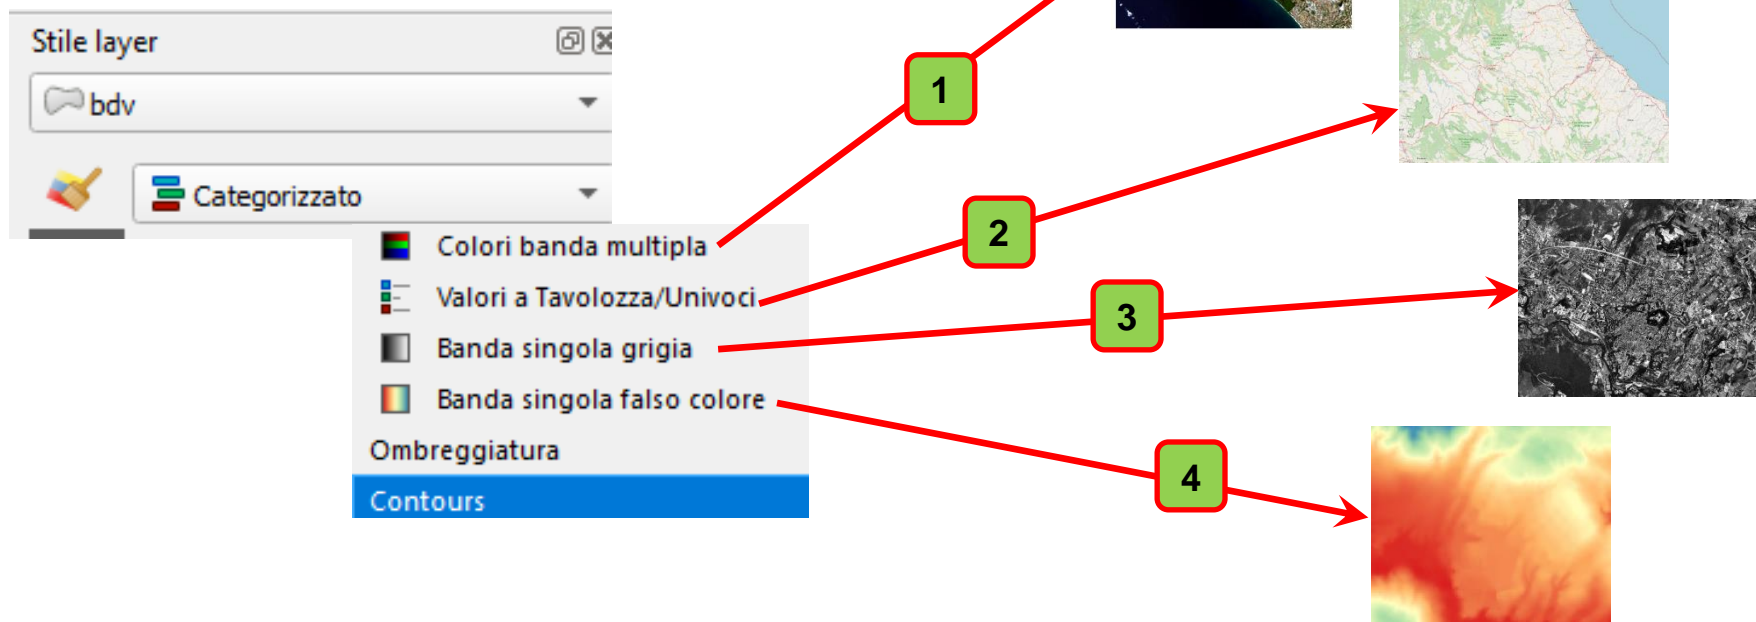 Stile layer
bdv
Categorizzato
Colori banda multipla
Valori a Tavolozza/Univoci
Banda singola grigia
Banda singola falso colore
Ombreggiatura
Contours
1
2
3
4